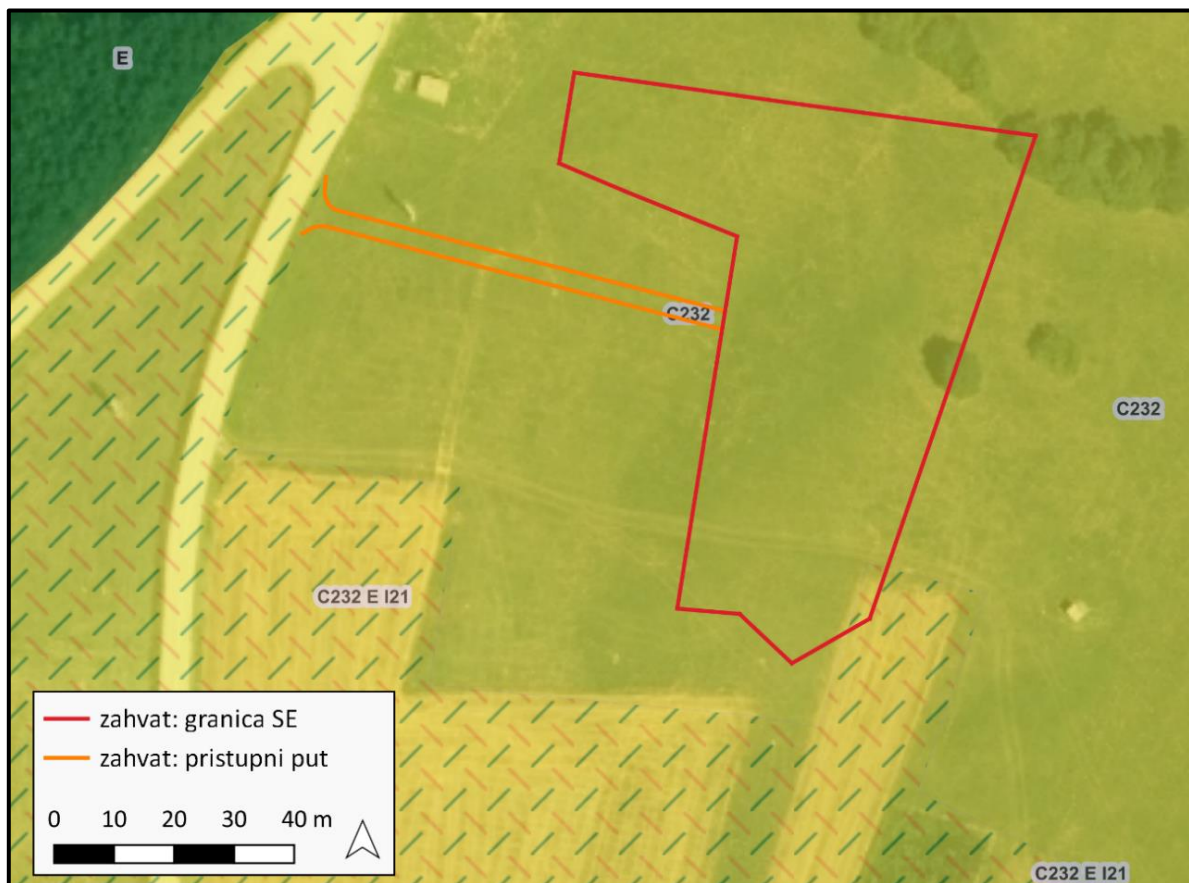 E
C232
C232
C232 E I21
zahvat: granica SE
zahvat: pristupni put
0 10 20 30 40 m
C232 E I21